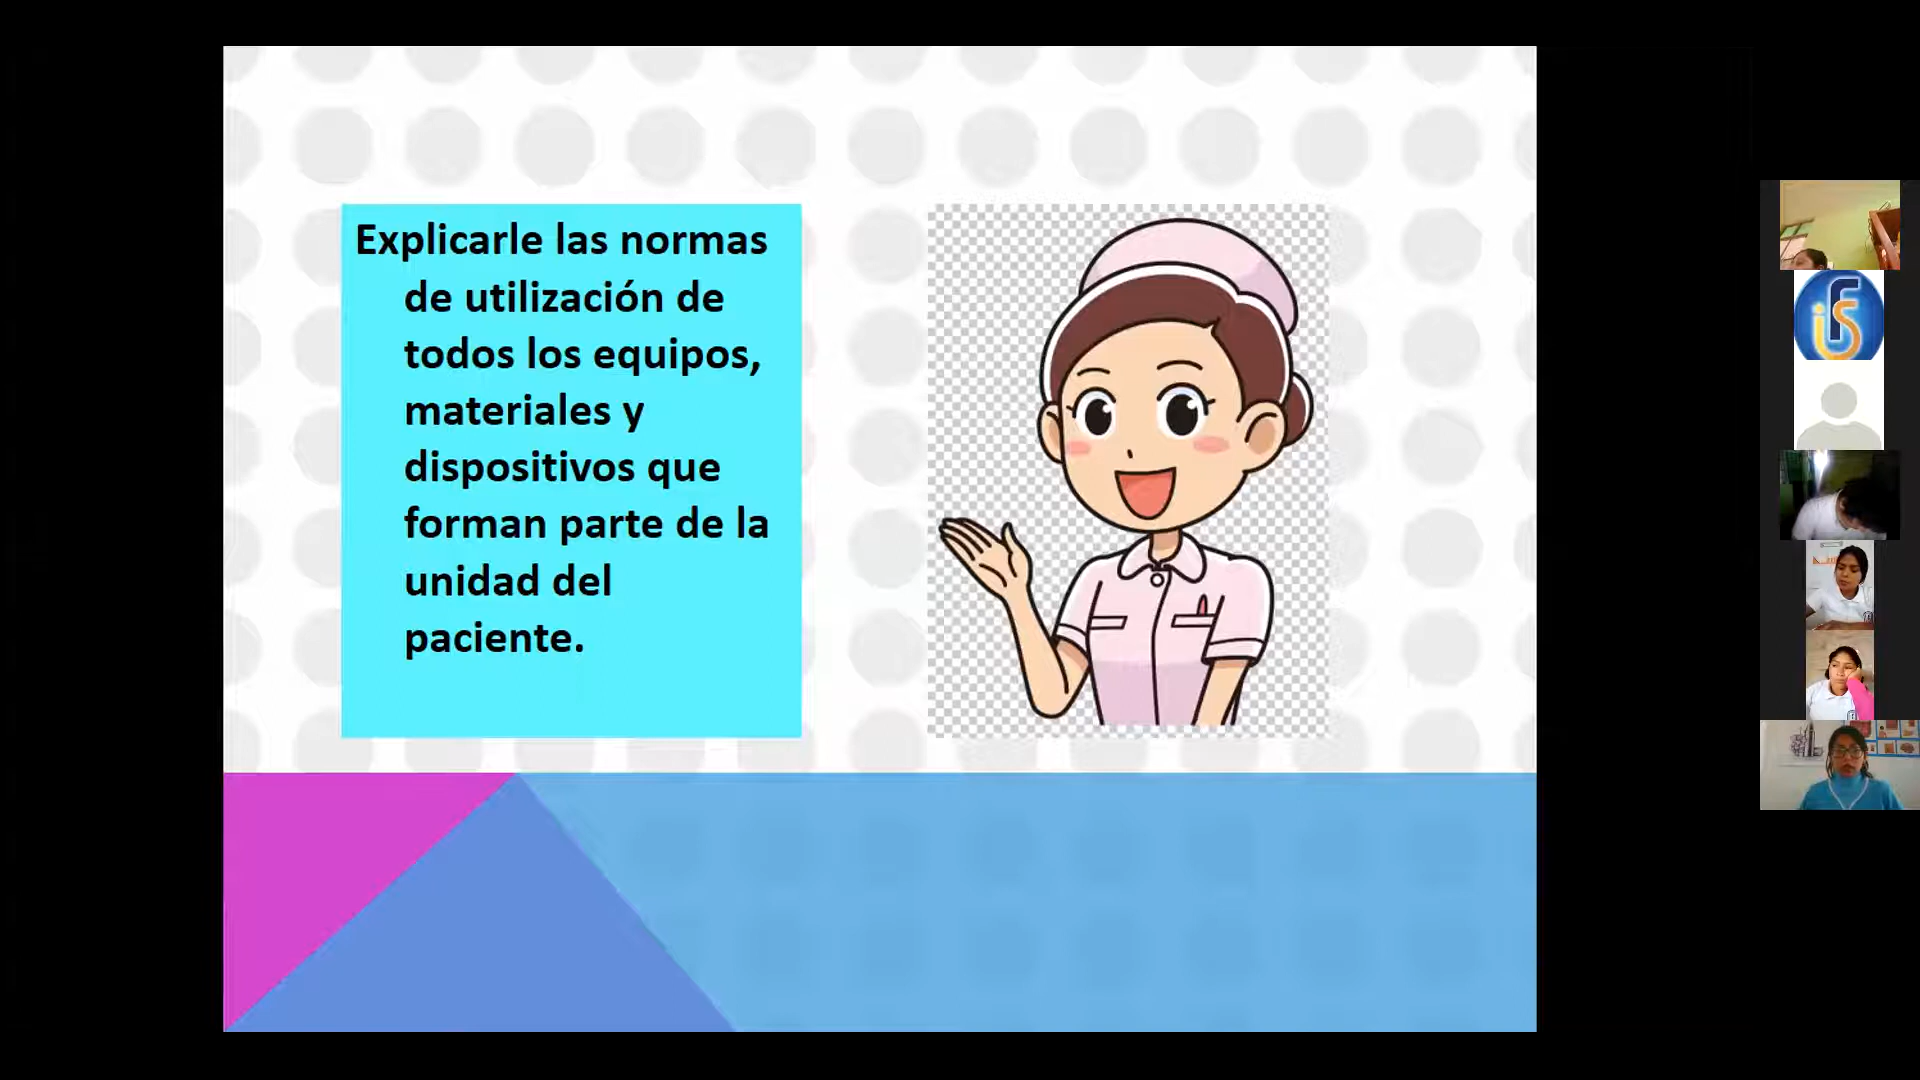 Explicarle las normas
de utilización de
todos los equipos,
materiales y
dispositivos que
forman parte de la
unidad del
paciente.